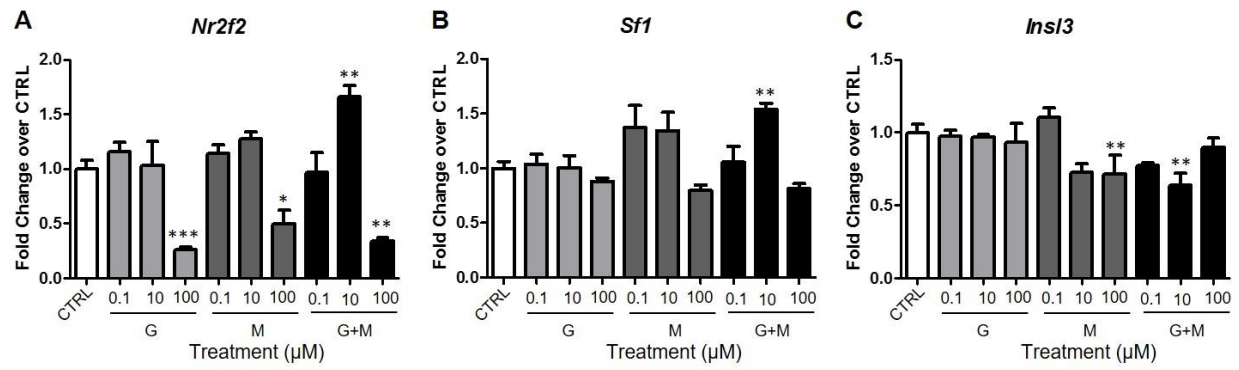 A
Nr2f2
Fold Change over CTRL
2.0
1.5
1.0
0.5
0.0
***
*
**
**
CTRL
0.1 10 100 0.1 10 100 0.1 10 100
G M G+M
Treatment (µM)
B
Sf1
Fold Change over CTRL
2.0
1.5
1.0
0.5
0.0
**
CTRL
0.1 10 100 0.1 10 100 0.1 10 100
G M G+M
Treatment (µM)
C
Insl3
Fold Change over CTRL
1.5
1.0
0.5
0.0
**
**
CTRL
0.1 10 100 0.1 10 100 0.1 10 100
G M G+M
Treatment (µM)